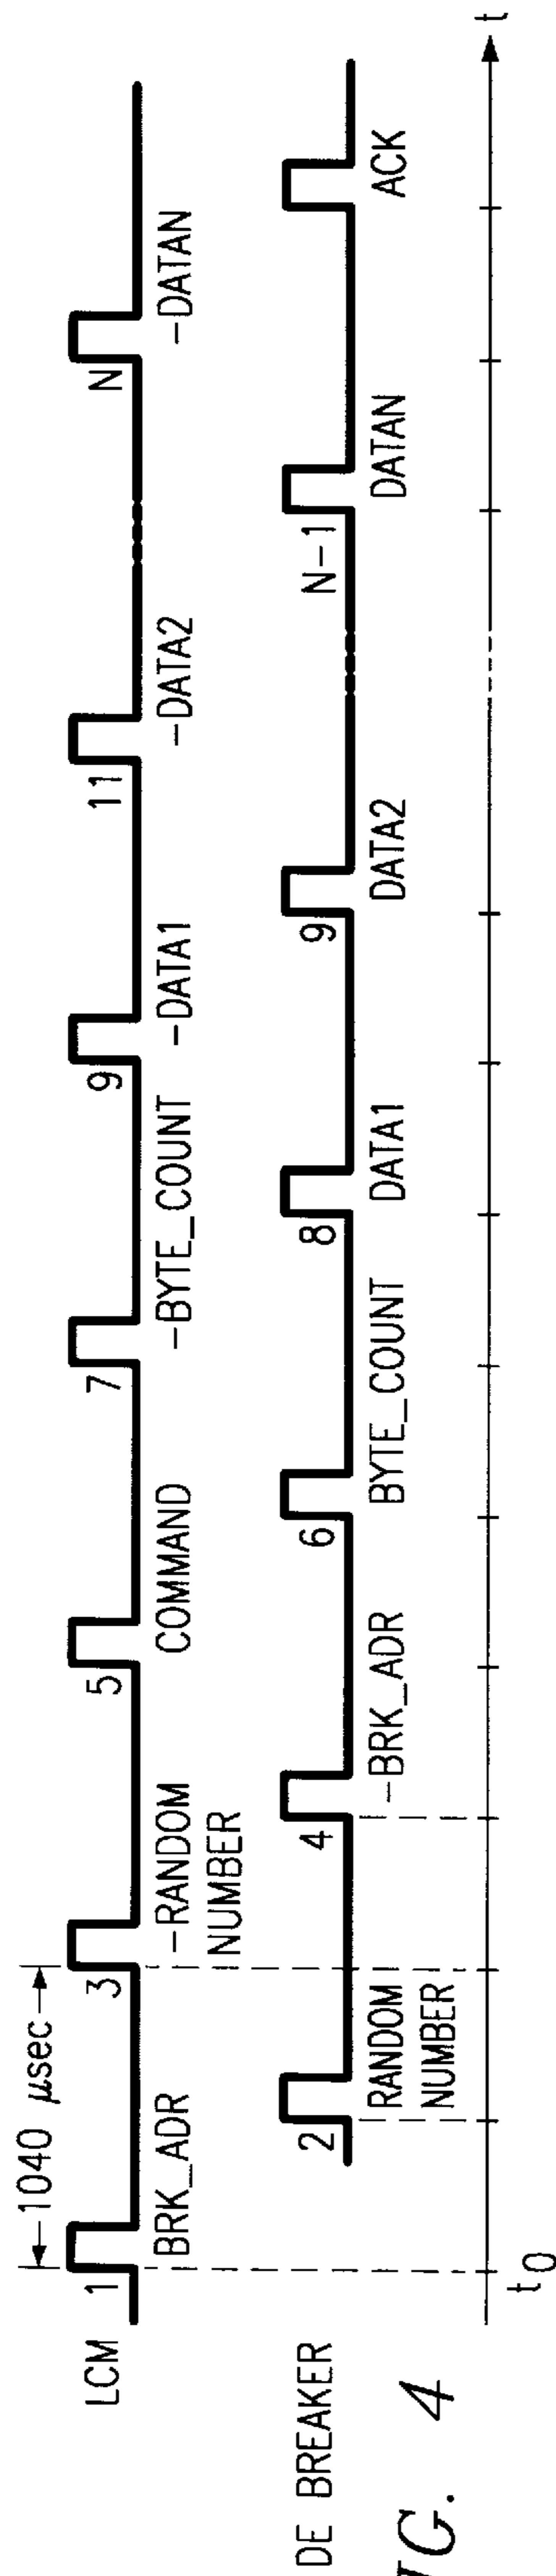 1040 µsec
LCM
1
3
5
7
9
11
N
BRK_ADR
–RANDOM
NUMBER
COMMAND
–BYTE_COUNT
–DATA1
–DATA2
–DATAN
DE BREAKER
2
4
6
8
9
N–1
RANDOM
NUMBER
–BRK_ADR
BYTE_COUNT
DATA1
DATA2
DATAN
ACK
t0
t
4